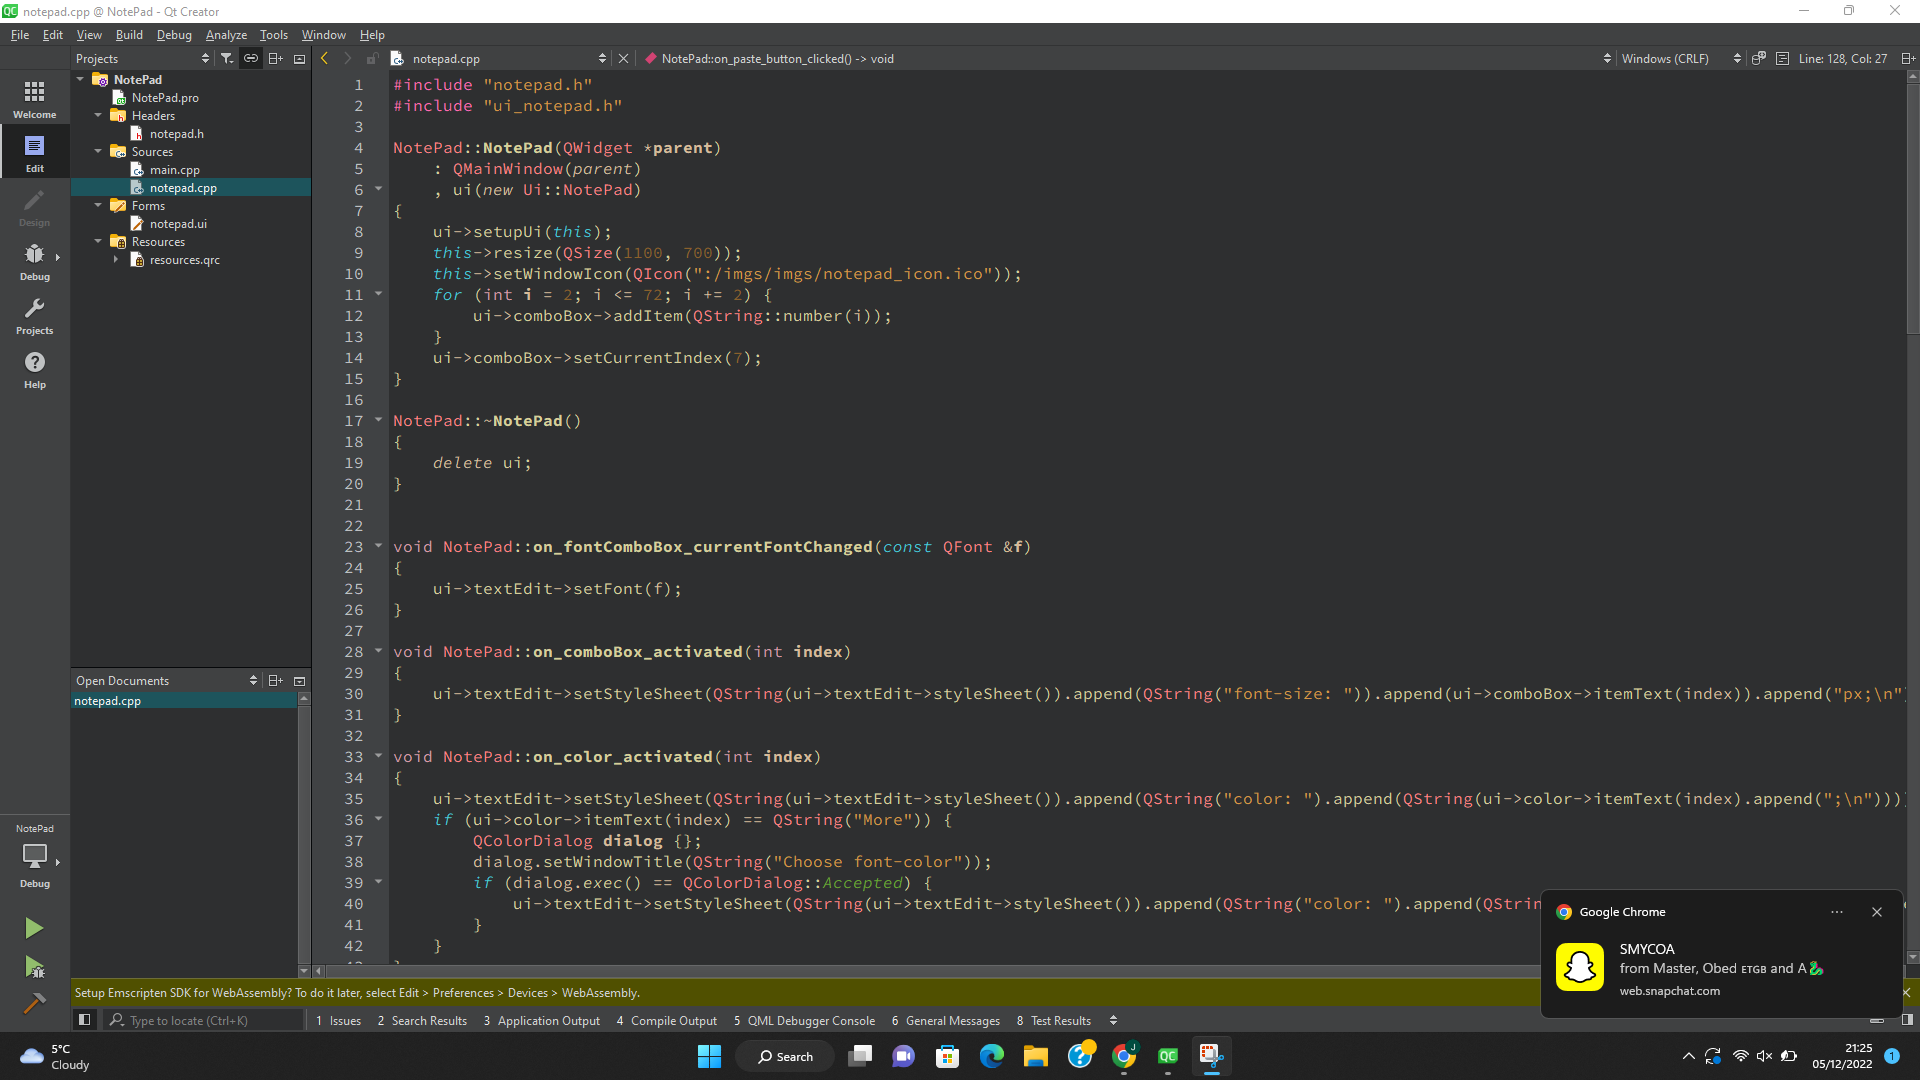 notepad.cpp @ NotePad - Qt Creator
File Edit View Build Debug Analyze Tools Window Help
Projects
notepad.cpp
NotePad::on_paste_button_clicked() -> void
Windows (CRLF)
Line: 128, Col: 27
Welcome
Edit
Design
Debug
Projects
Help
NotePad
NotePad.pro
Headers
notepad.h
Sources
main.cpp
notepad.cpp
Forms
notepad.ui
Resources
resources.qrc
Open Documents
notepad.cpp
NotePad
Debug
1 #include "notepad.h"
2 #include "ui_notepad.h"
3
4 NotePad::NotePad(QWidget *parent)
5     : QMainWindow(parent)
6     , ui(new Ui::NotePad)
7 {
8     ui->setupUi(this);
9     this->resize(QSize(1100, 700));
10     this->setWindowIcon(QIcon(":/imgs/imgs/notepad_icon.ico"));
11     for (int i = 2; i <= 72; i += 2) {
12         ui->comboBox->addItem(QString::number(i));
13     }
14     ui->comboBox->setCurrentIndex(7);
15 }
16
17 NotePad::~NotePad()
18 {
19     delete ui;
20 }
21
22
23 void NotePad::on_fontComboBox_currentFontChanged(const QFont &f)
24 {
25     ui->textEdit->setFont(f);
26 }
27
28 void NotePad::on_comboBox_activated(int index)
29 {
30     ui->textEdit->setStyleSheet(QString(ui->textEdit->styleSheet()).append(QString("font-size: ")).append(ui->comboBox->itemText(index)).append("px;\n")
31 }
32
33 void NotePad::on_color_activated(int index)
34 {
35     ui->textEdit->setStyleSheet(QString(ui->textEdit->styleSheet()).append(QString("color: ").append(QString(ui->color->itemText(index).append(";\n")))
36     if (ui->color->itemText(index) == QString("More")) {
37         QColorDialog dialog {};
38         dialog.setWindowTitle(QString("Choose font-color"));
39         if (dialog.exec() == QColorDialog::Accepted) {
40             ui->textEdit->setStyleSheet(QString(ui->textEdit->styleSheet()).append(QString("color: ").append(QStrin
41         }
42     }
Google Chrome
SMYCOA
from Master, Obed ᴇᴛɢʙ and A🐉
web.snapchat.com
Setup Emscripten SDK for WebAssembly? To do it later, select Edit > Preferences > Devices > WebAssembly.
Type to locate (Ctrl+K)
1 Issues 2 Search Results 3 Application Output 4 Compile Output 5 QML Debugger Console 6 General Messages 8 Test Results
5°C
Cloudy
Search
21:25
05/12/2022
1